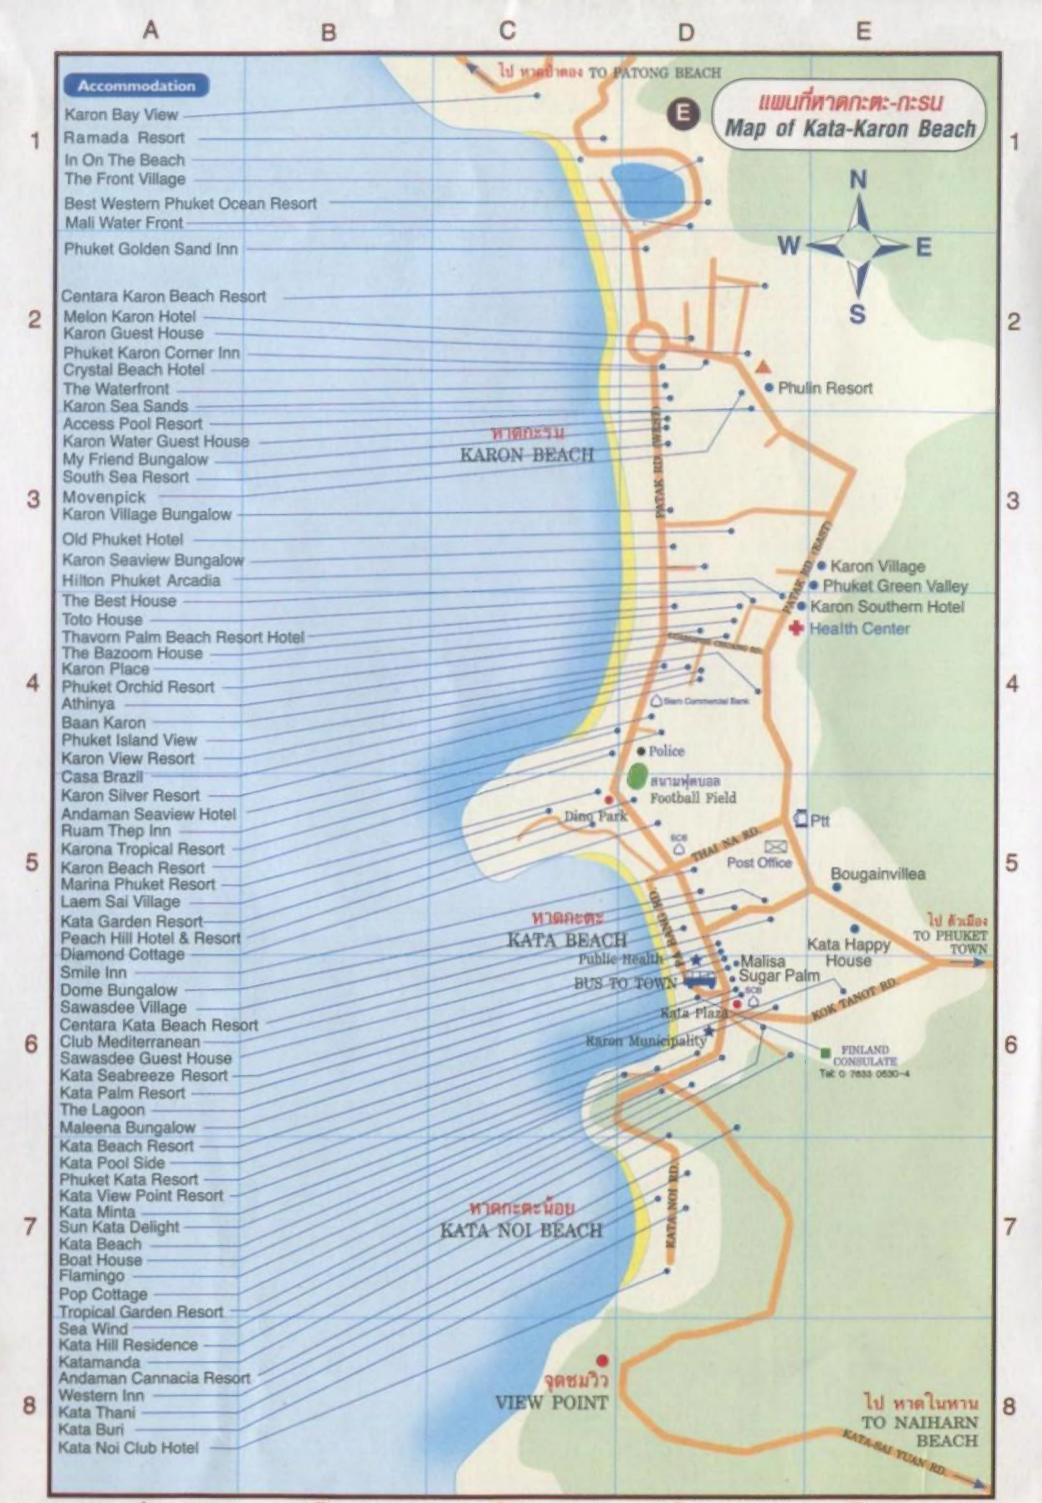 A B C D E
Accommodation
Karon Bay View
Ramada Resort
In On The Beach
The Front Village
Best Western Phuket Ocean Resort
Mali Water Front
Phuket Golden Sand Inn
Centara Karon Beach Resort
Melon Karon Hotel
Karon Guest House
Phuket Karon Corner Inn
Crystal Beach Hotel
The Waterfront
Karon Sea Sands
Access Pool Resort
Karon Water Guest House
My Friend Bungalow
South Sea Resort
Movenpick
Karon Village Bungalow
Old Phuket Hotel
Karon Seaview Bungalow
Hilton Phuket Arcadia
The Best House
Toto House
Thavorn Palm Beach Resort Hotel
The Bazoom House
Karon Place
Phuket Orchid Resort
Athinya
Baan Karon
Phuket Island View
Karon View Resort
Casa Brazil
Karon Silver Resort
Andaman Seaview Hotel
Ruam Thep Inn
Karona Tropical Resort
Karon Beach Resort
Marina Phuket Resort
Laem Sai Village
Kata Garden Resort
Peach Hill Hotel & Resort
Diamond Cottage
Smile Inn
Dome Bungalow
Sawasdee Village
Centara Kata Beach Resort
Club Mediterranean
Sawasdee Guest House
Kata Seabreeze Resort
Kata Palm Resort
The Lagoon
Maleena Bungalow
Kata Beach Resort
Kata Pool Side
Phuket Kata Resort
Kata View Point Resort
Kata Minta
Sun Kata Delight
Kata Beach
Boat House
Flamingo
Pop Cottage
Tropical Garden Resort
Sea Wind
Kata Hill Residence
Katamanda
Andaman Cannacia Resort
Western Inn
Kata Thani
Kata Buri
Kata Noi Club Hotel
1
2
3
4
5
6
7
8
ไป หาดป่าตอง TO PATONG BEACH
E
แผนที่หาดกะตะ-กะรน
Map of Kata-Karon Beach
N
W E
S
Phulin Resort
หาดกะรน
KARON BEACH
PATAK RD. (WEST)
PATAK RD. (EAST)
Karon Village
Phuket Green Valley
Karon Southern Hotel
Health Center
Siam Commercial Bank
Police
สนามฟุตบอล
Football Field
Dino Park
SCB
THAI NA RD.
Ptt
Post Office
Bougainvillea
หาดกะตะ
KATA BEACH
ไป ตัวเมือง
TO PHUKET
TOWN
Kata Happy
House
Public Health
Malisa
BUS TO TOWN
Sugar Palm
SCB
Kata Plaza
KOK TANOT RD.
Karon Municipality
FINLAND
CONSULATE
Tel: 0 7633 0530-4
หาดกะตะน้อย
KATA NOI BEACH
KATA NOI RD.
จุดชมวิว
VIEW POINT
ไป หาดในหาน
TO NAIHARN
BEACH
KATA-SAI YUAN RD.
1
2
3
4
5
6
7
8